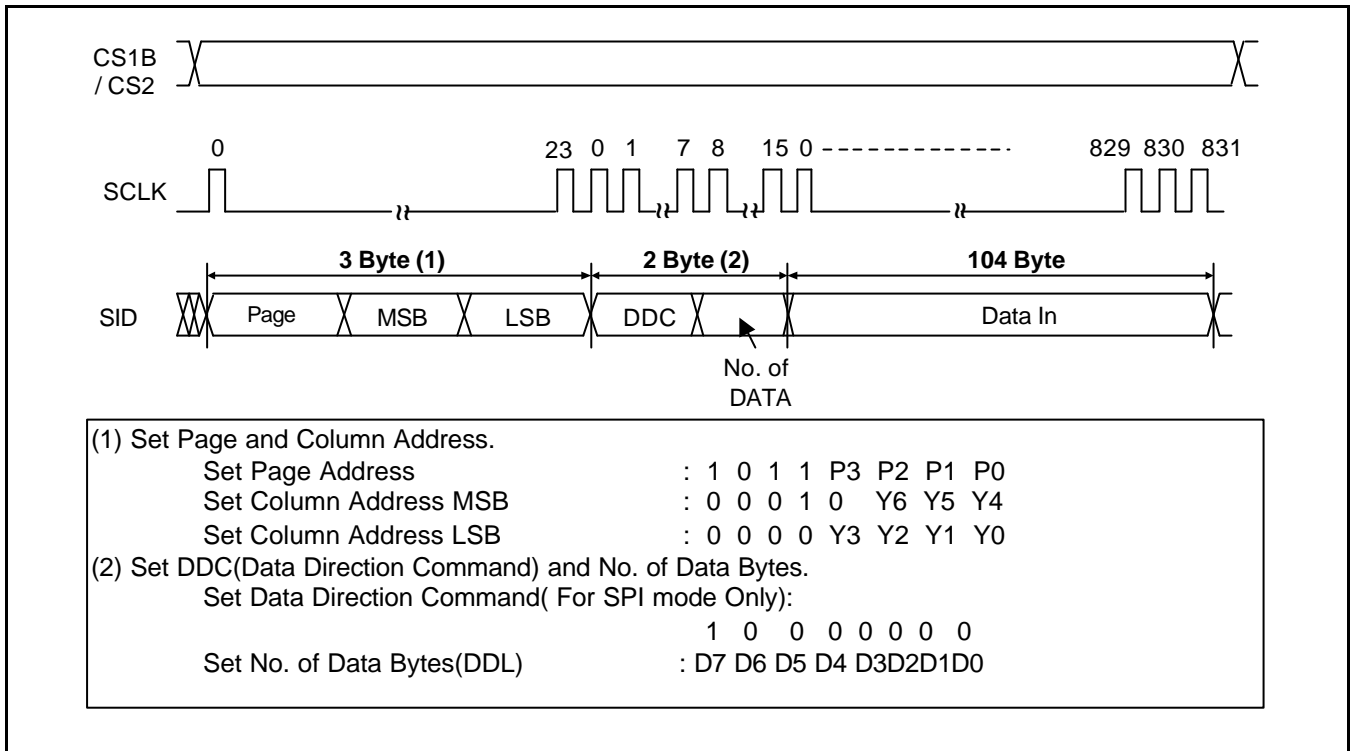 CS1B
/ CS2
0 23 0 1 7 8 15 0 829 830 831
SCLK
3 Byte (1) 2 Byte (2) 104 Byte
SID Page MSB LSB DDC Data In
No. of
DATA
(1) Set Page and Column Address.
Set Page Address : 1 0 1 1 P3 P2 P1 P0
Set Column Address MSB : 0 0 0 1 0 Y6 Y5 Y4
Set Column Address LSB : 0 0 0 0 Y3 Y2 Y1 Y0
(2) Set DDC(Data Direction Command) and No. of Data Bytes.
Set Data Direction Command( For SPI mode Only):
1 0 0 0 0 0 0 0
Set No. of Data Bytes(DDL) : D7 D6 D5 D4 D3D2D1D0